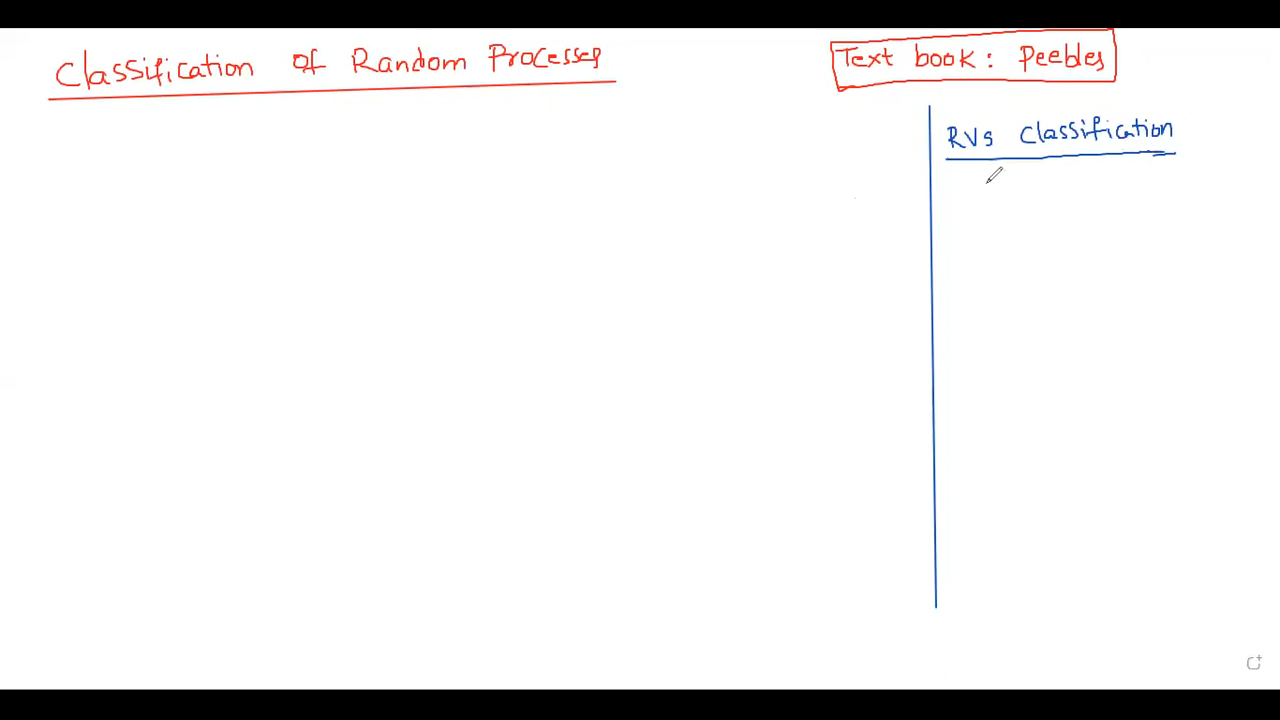 Classification of Random Processes
Text book: Peebles
RVs Classification